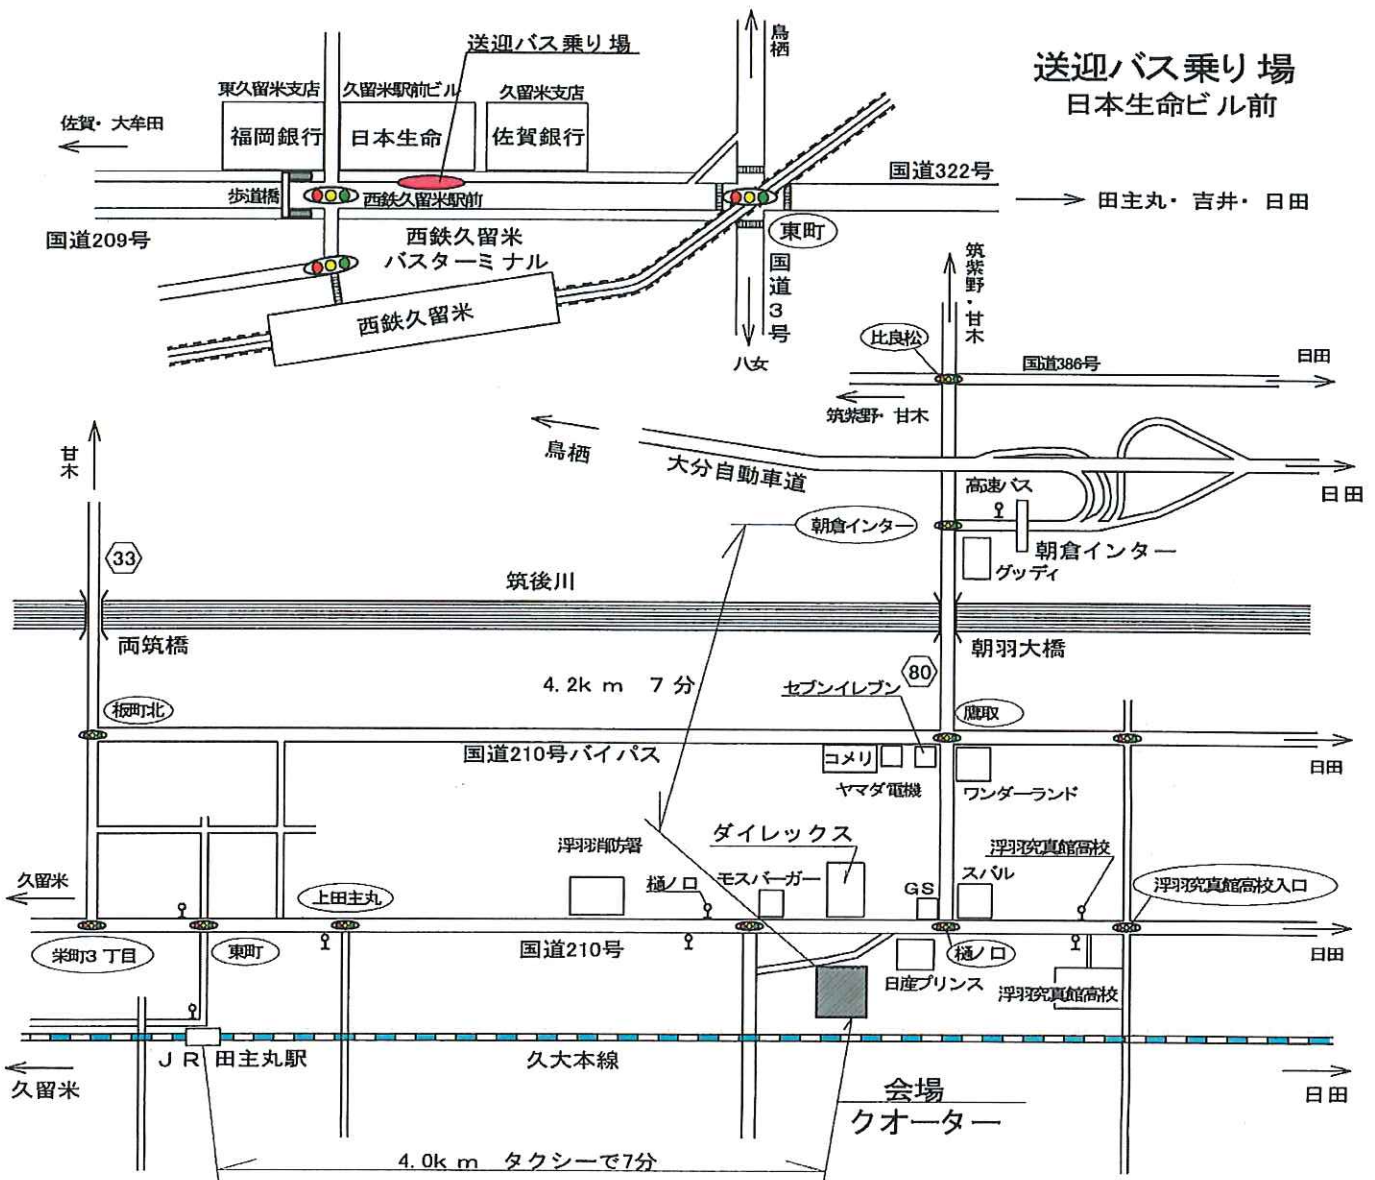 送迎バス乗り場
鳥栖
送迎バス乗り場
日本生命ビル前
東久留米支店
久留米駅前ビル
久留米支店
佐賀・大牟田
福岡銀行
日本生命
佐賀銀行
国道322号
歩道橋
西鉄久留米駅前
田主丸・吉井・日田
国道209号
西鉄久留米
バスターミナル
東町
国道3号
西鉄久留米
八女
筑紫野・甘木
比良松
国道386号
日田
筑紫野・甘木
甘木
鳥栖
大分自動車道
高速バス
日田
朝倉インター
朝倉インター
グッディ
33
筑後川
両筑橋
朝羽大橋
80
4.2km 7分
セブンイレブン
板町北
鷹取
国道210号バイパス
コメリ
ヤマダ電機
ワンダーランド
日田
浮羽消防署
ダイレックス
浮羽究真館高校
久留米
樋ノ口
モスバーガー
GS
スバル
浮羽究真館高校入口
上田主丸
栄町3丁目
東町
国道210号
樋ノ口
日田
日産プリンス
浮羽究真館高校
JR田主丸駅
久大本線
久留米
日田
会場
クオーター
4.0km タクシーで7分